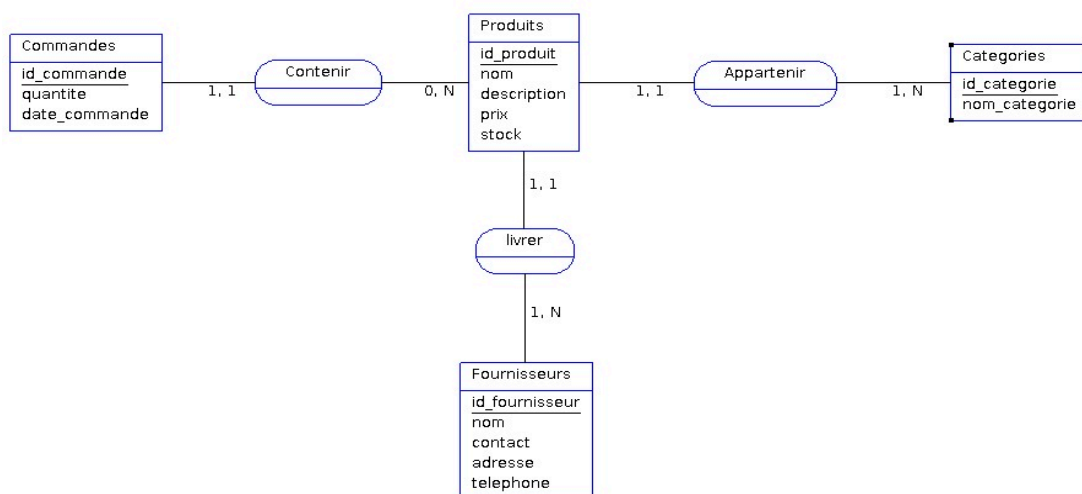 Commandes
id_commande
quantite
date_commande
1, 1
Contenir
0, N
Produits
id_produit
nom
description
prix
stock
1, 1
Appartenir
1, N
Categories
id_categorie
nom_categorie
1, 1
livrer
1, N
Fournisseurs
id_fournisseur
nom
contact
adresse
telephone